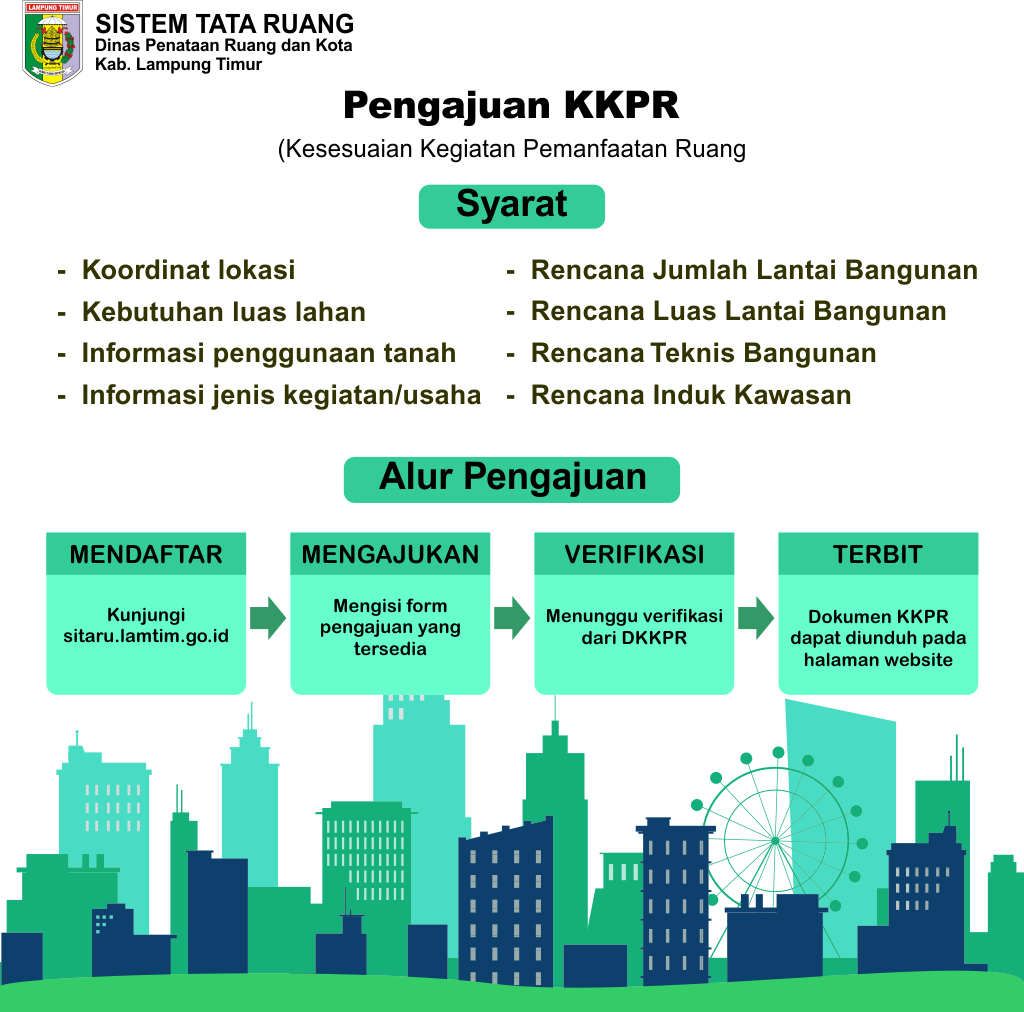 LAMPUNG TIMUR
SISTEM TATA RUANG
Dinas Penataan Ruang dan Kota
Kab. Lampung Timur
Pengajuan KKPR
(Kesesuaian Kegiatan Pemanfaatan Ruang
Syarat
- Koordinat lokasi
- Kebutuhan luas lahan
- Informasi penggunaan tanah
- Informasi jenis kegiatan/usaha
- Rencana Jumlah Lantai Bangunan
- Rencana Luas Lantai Bangunan
- Rencana Teknis Bangunan
- Rencana Induk Kawasan
Alur Pengajuan
MENDAFTAR
Kunjungi
sitaru.lamtim.go.id
MENGAJUKAN
Mengisi form
pengajuan yang
tersedia
VERIFIKASI
Menunggu verifikasi
dari DKKPR
TERBIT
Dokumen KKPR
dapat diunduh pada
halaman website